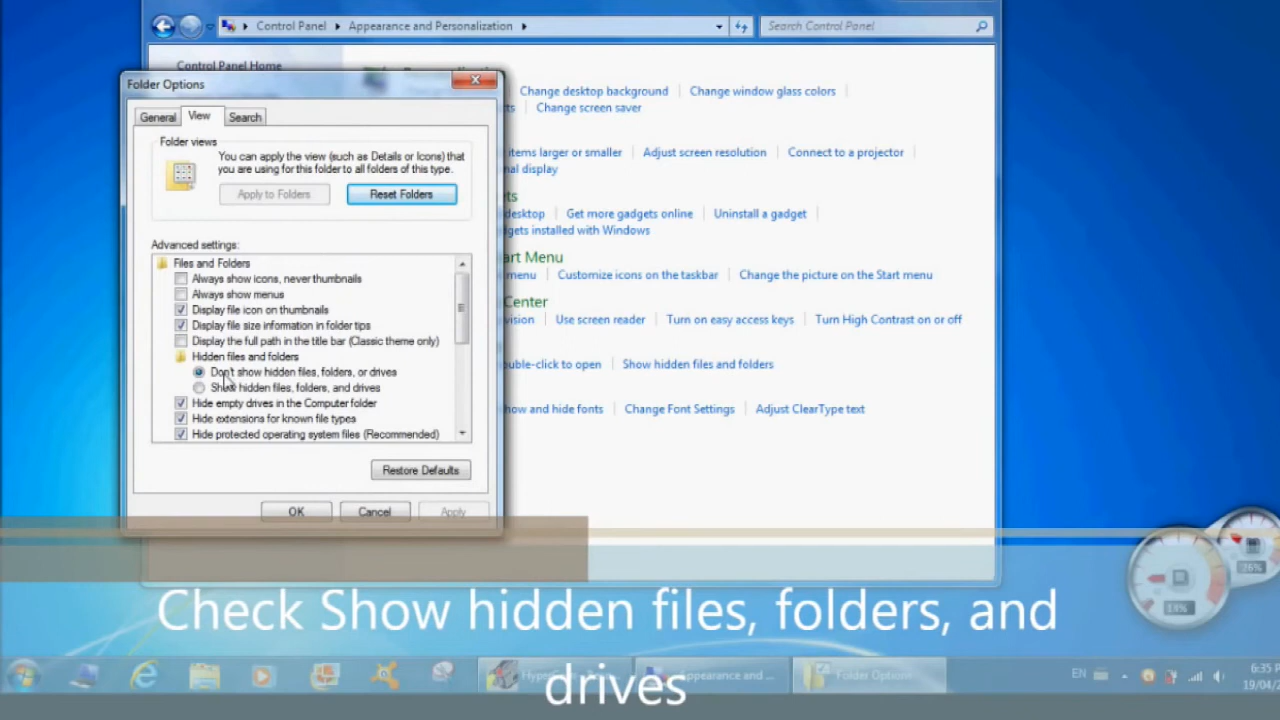 Control Panel Appearance and Personalization Search Control Panel
Control Panel Home
Folder Options
General View Search
Folder views
You can apply the view (such as Details or Icons) that
you are using for this folder to all folders of this type.
Apply to Folders Reset Folders
Advanced settings:
Files and Folders
Always show icons, never thumbnails
Always show menus
Display file icon on thumbnails
Display file size information in folder tips
Display the full path in the title bar (Classic theme only)
Hidden files and folders
Don't show hidden files, folders, or drives
Show hidden files, folders, and drives
Hide empty drives in the Computer folder
Hide extensions for known file types
Hide protected operating system files (Recommended)
Restore Defaults
OK Cancel Apply
Change desktop background Change window glass colors
Change screen saver
items larger or smaller Adjust screen resolution Connect to a projector
nal display
desktop Get more gadgets online Uninstall a gadget
gets installed with Windows
art Menu
menu Customize icons on the taskbar Change the picture on the Start menu
Center
vision Use screen reader Turn on easy access keys Turn High Contrast on or off
ouble-click to open Show hidden files and folders
how and hide fonts Change Font Settings Adjust ClearType text
26%
14%
Check Show hidden files, folders, and
drives
Appearance and ... Folder Options
EN
6:35 P
19/04/